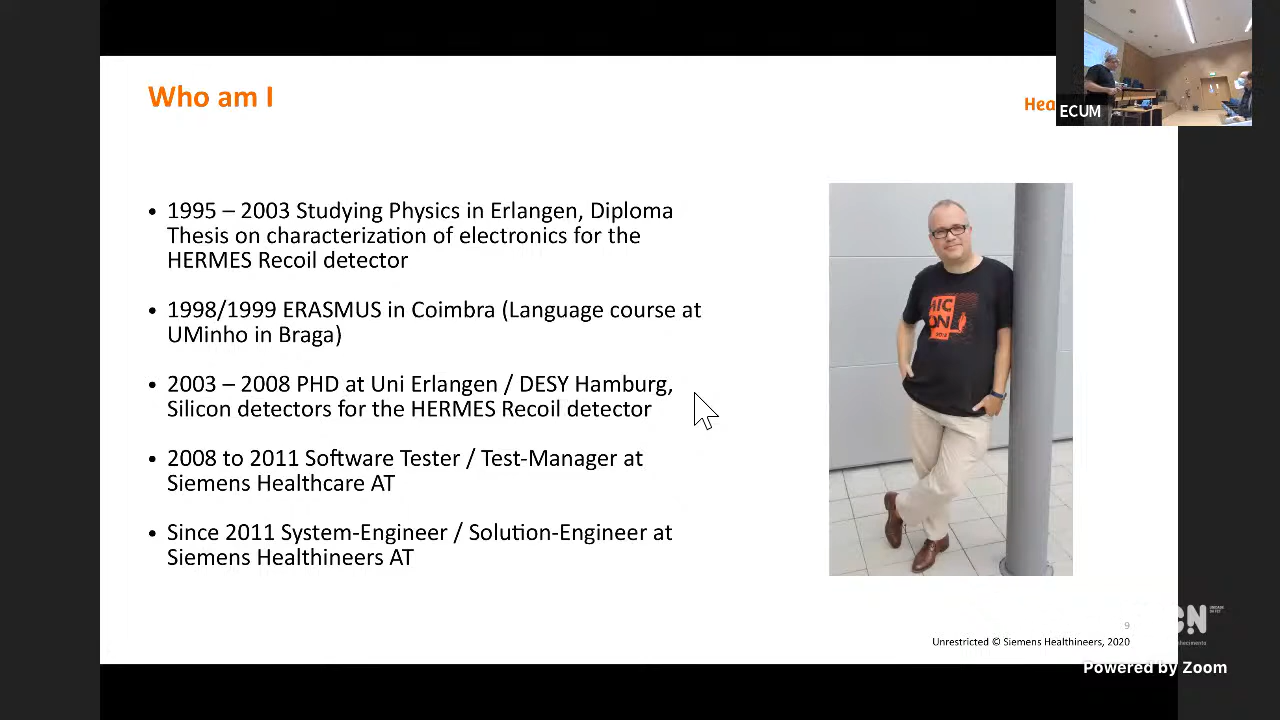 Who am I
Hea
ECUM
• 1995 – 2003 Studying Physics in Erlangen, Diploma
Thesis on characterization of electronics for the
HERMES Recoil detector
• 1998/1999 ERASMUS in Coimbra (Language course at
UMinho in Braga)
• 2003 – 2008 PHD at Uni Erlangen / DESY Hamburg,
Silicon detectors for the HERMES Recoil detector
• 2008 to 2011 Software Tester / Test-Manager at
Siemens Healthcare AT
• Since 2011 System-Engineer / Solution-Engineer at
Siemens Healthineers AT
HIC
ON
9
Unrestricted © Siemens Healthineers, 2020
Powered by Zoom